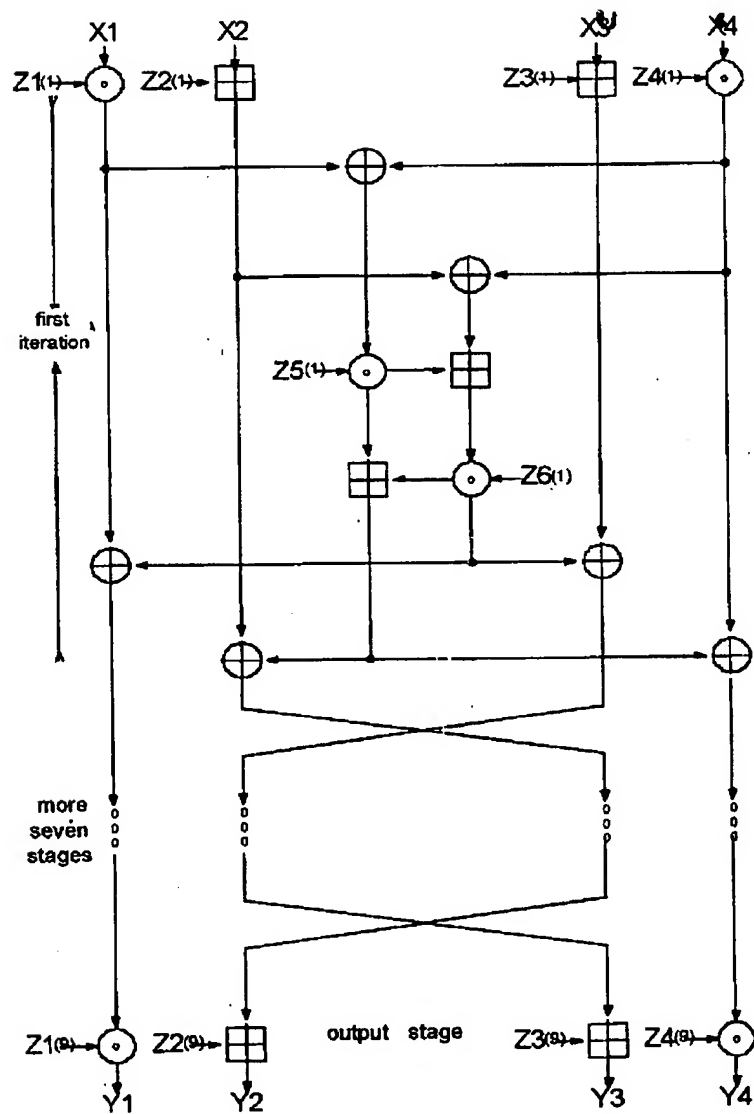 X1 X2 X3 X4
Z1(1) Z2(1) Z3(1) Z4(1)
first
iteration
Z5(1)
Z6(1)
more
seven
stages
output stage
Z1(9) Z2(9) Z3(9) Z4(9)
Y1 Y2 Y3 Y4